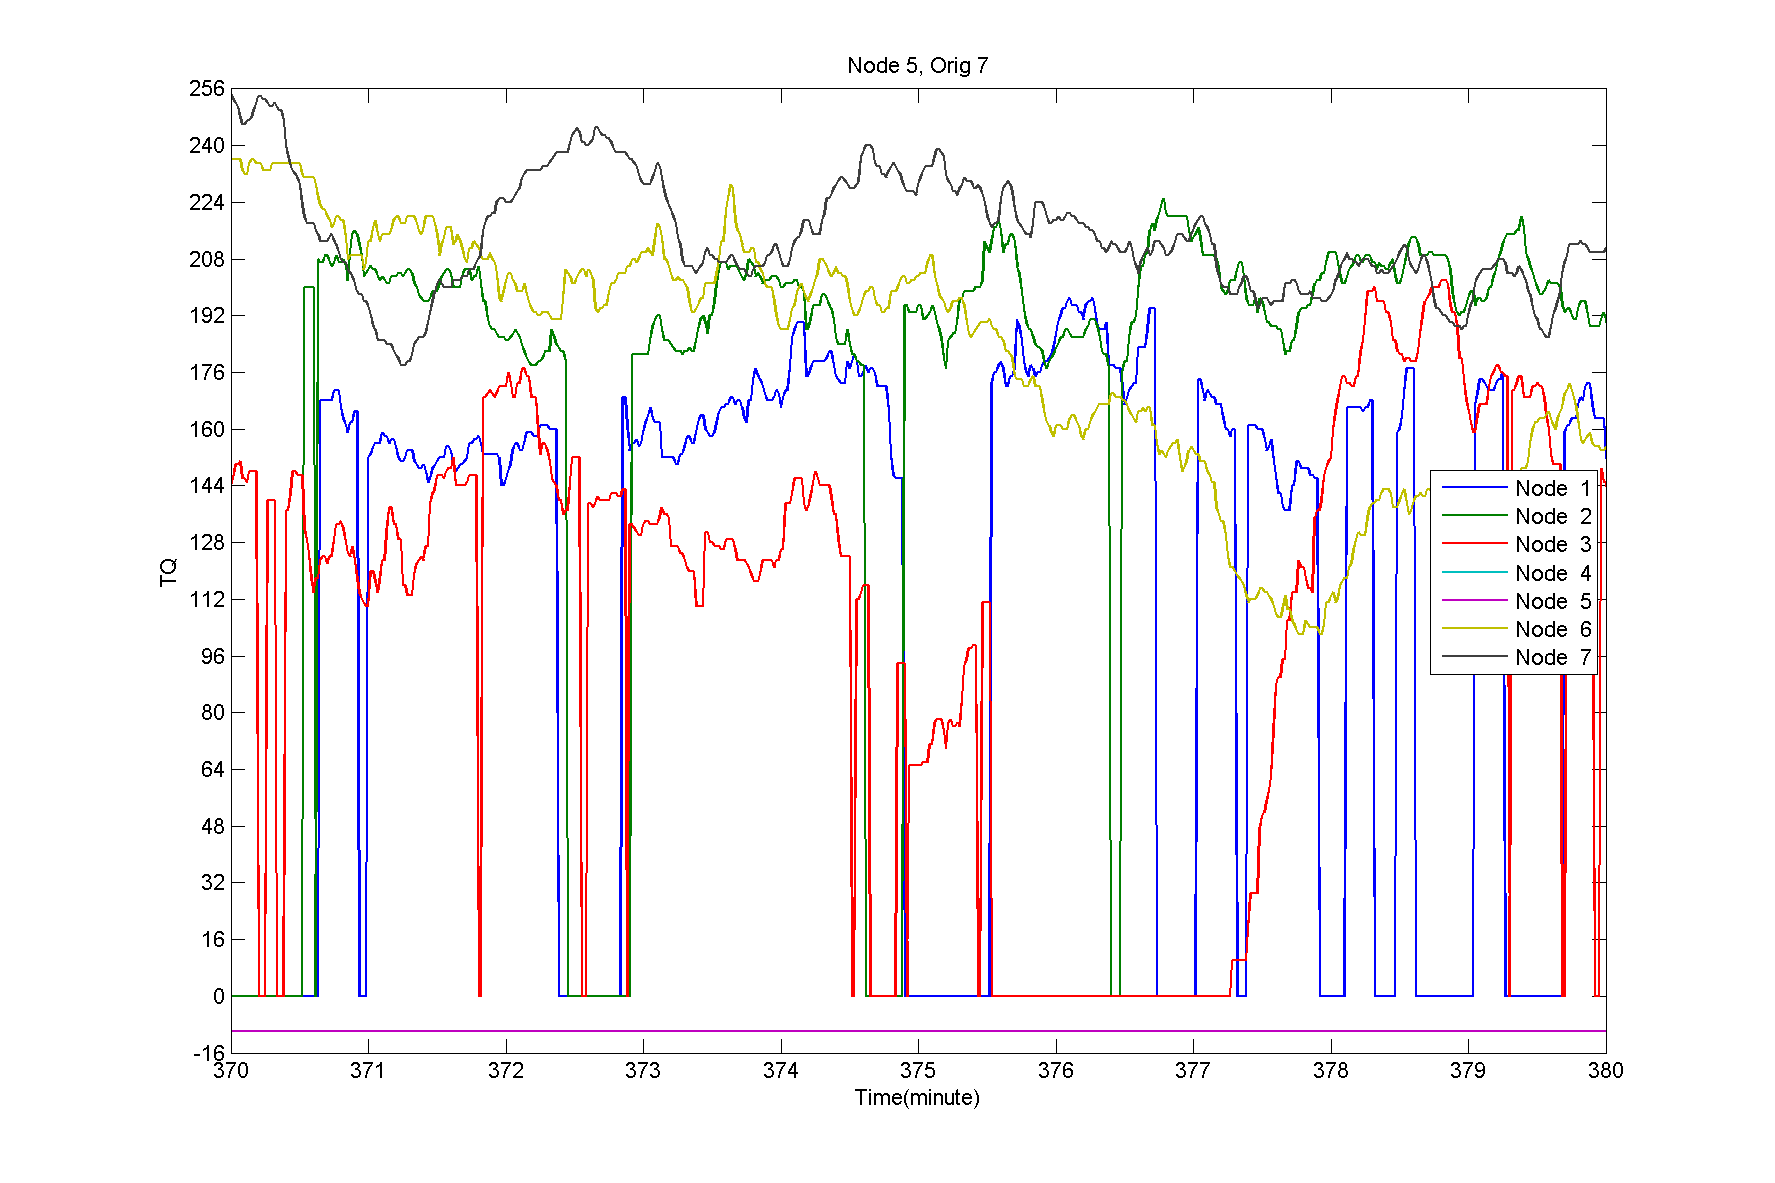 Node 5, Orig 7
256
240
224
208
192
176
160
144
128
112
96
80
64
48
32
16
0
-16
TQ
370 371 372 373 374 375 376 377 378 379 380
Time(minute)
Node 1
Node 2
Node 3
Node 4
Node 5
Node 6
Node 7